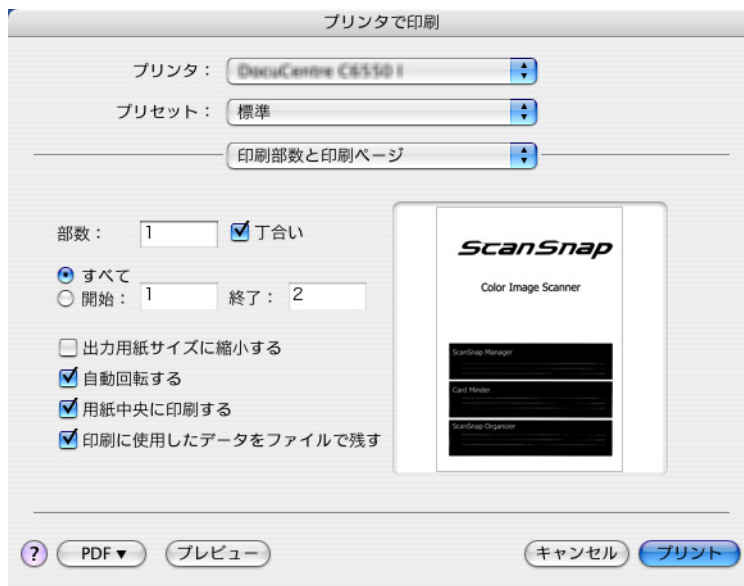 プリンタで印刷
プリンタ：
プリセット： 標準
印刷部数と印刷ページ
部数： 1 丁合い
すべて
開始： 1 終了： 2
出力用紙サイズに縮小する
自動回転する
用紙中央に印刷する
印刷に使用したデータをファイルで残す
ScanSnap
Color Image Scanner
ScanSnap Manager
Card Minder
ScanSnap Organizer
? PDF▼ プレビュー キャンセル プリント